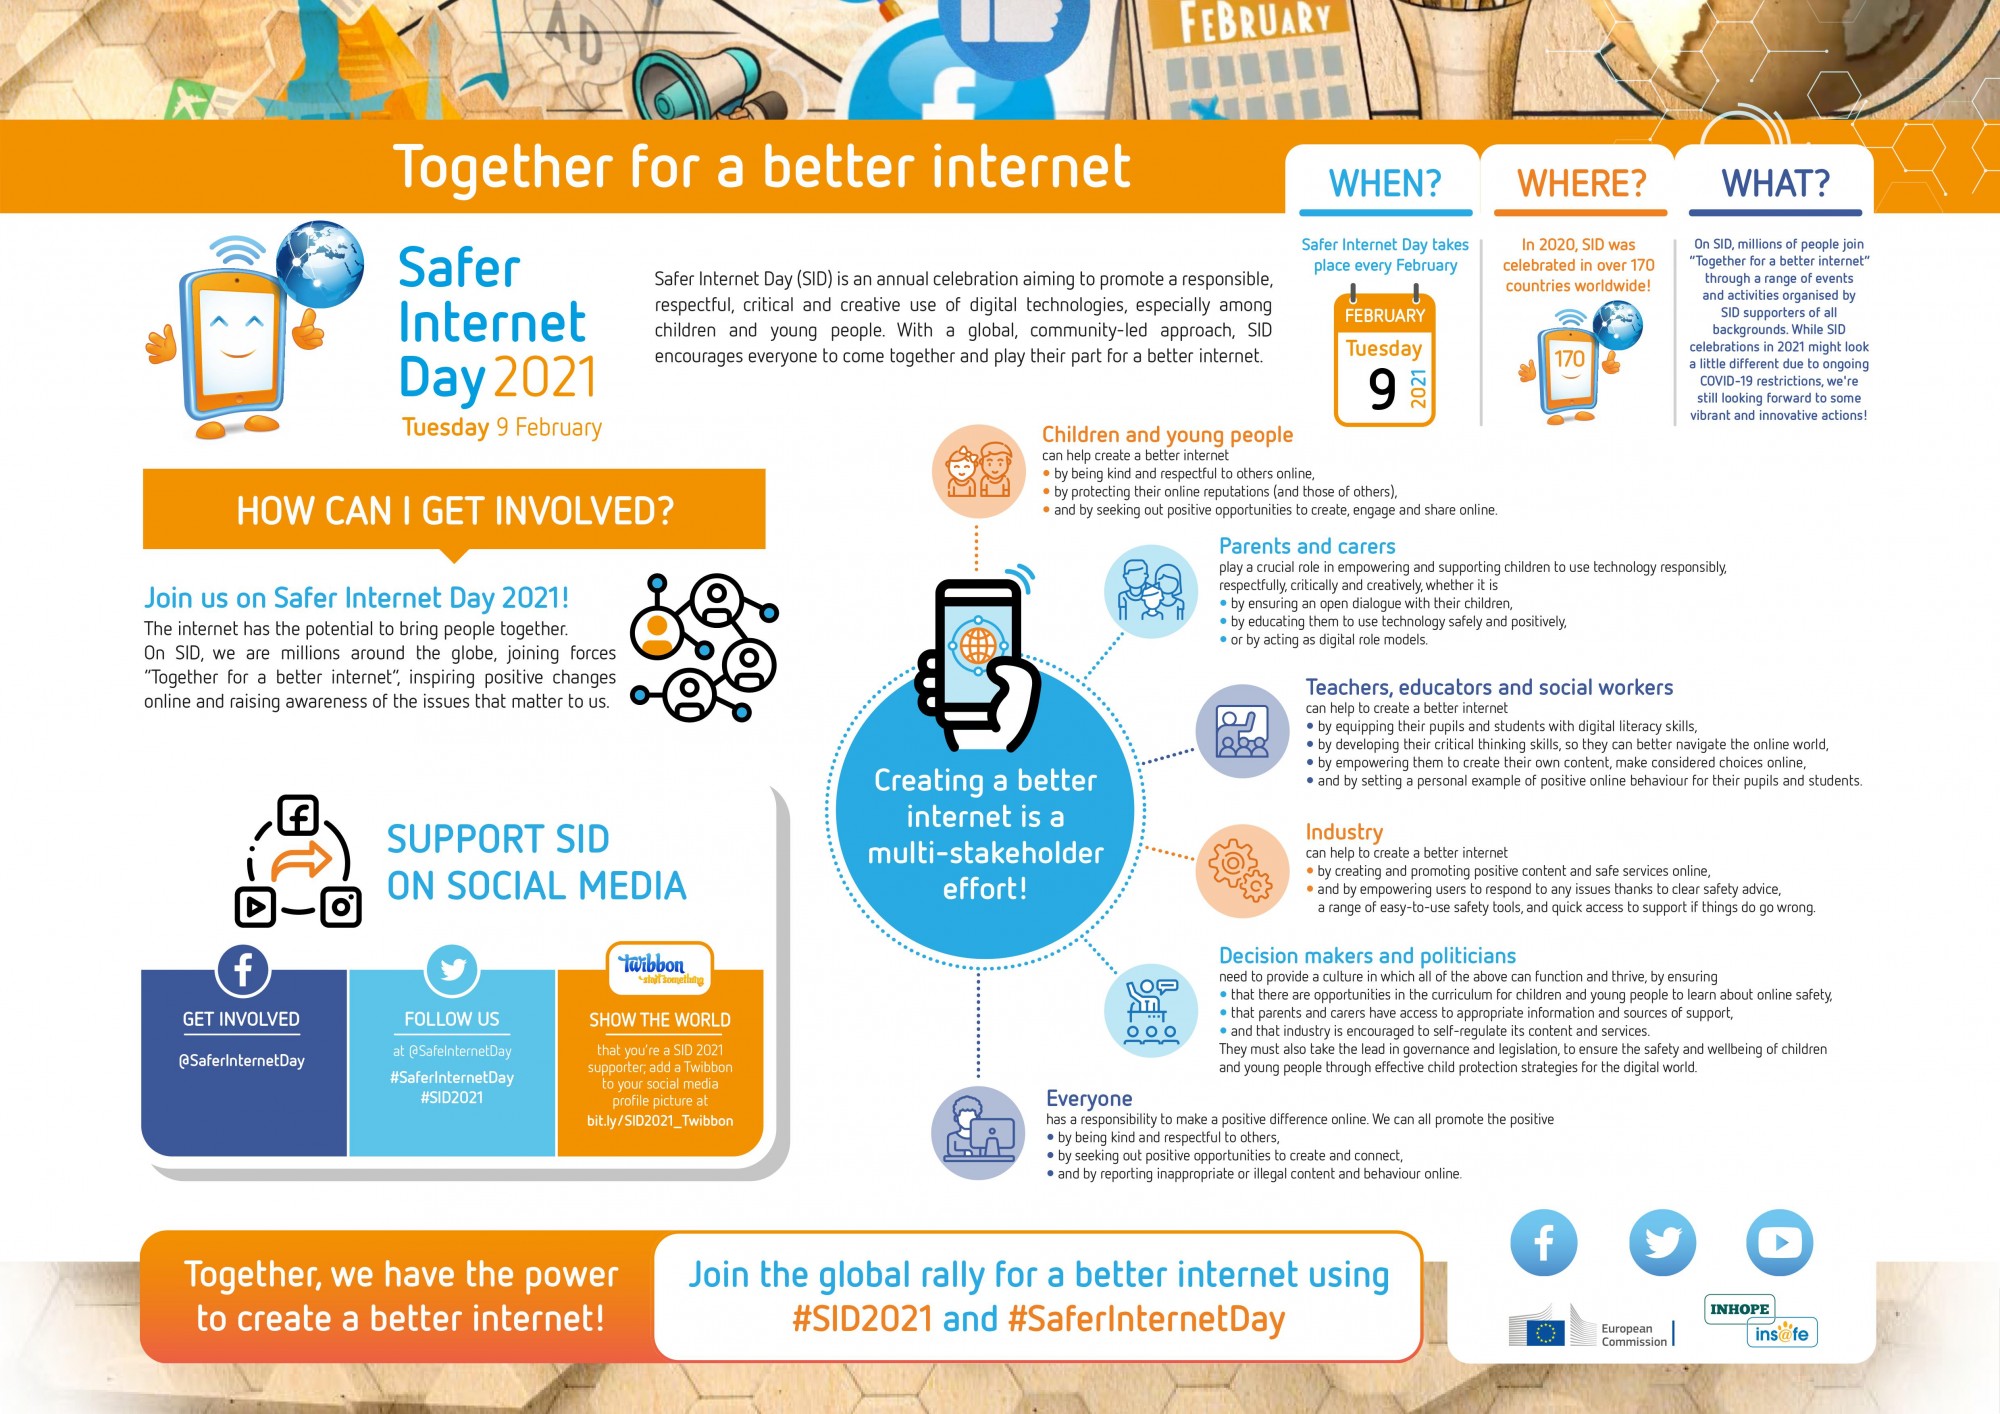 AD
FEBRUARY
Together for a better internet
WHEN?
Safer Internet Day takes
place every February
FEBRUARY
Tuesday
9
2021
WHERE?
In 2020, SID was
celebrated in over 170
countries worldwide!
170
WHAT?
On SID, millions of people join
"Together for a better internet"
through a range of events
and activities organised by
SID supporters of all
backgrounds. While SID
celebrations in 2021 might look
a little different due to ongoing
COVID-19 restrictions, we're
still looking forward to some
vibrant and innovative actions!
Safer
Internet
Day 2021
Tuesday 9 February
Safer Internet Day (SID) is an annual celebration aiming to promote a responsible,
respectful, critical and creative use of digital technologies, especially among
children and young people. With a global, community-led approach, SID
encourages everyone to come together and play their part for a better internet.
HOW CAN I GET INVOLVED?
Join us on Safer Internet Day 2021!
The internet has the potential to bring people together.
On SID, we are millions around the globe, joining forces
"Together for a better internet", inspiring positive changes
online and raising awareness of the issues that matter to us.
SUPPORT SID
ON SOCIAL MEDIA
GET INVOLVED
@SaferInternetDay
FOLLOW US
at @SafeInternetDay
#SaferInternetDay
#SID2021
Twibbon
start something
SHOW THE WORLD
that you're a SID 2021
supporter; add a Twibbon
to your social media
profile picture at
bit.ly/SID2021_Twibbon
Creating a better
internet is a
multi-stakeholder
effort!
Children and young people
can help create a better internet
• by being kind and respectful to others online,
• by protecting their online reputations (and those of others),
• and by seeking out positive opportunities to create, engage and share online.
Parents and carers
play a crucial role in empowering and supporting children to use technology responsibly,
respectfully, critically and creatively, whether it is
• by ensuring an open dialogue with their children,
• by educating them to use technology safely and positively,
• or by acting as digital role models.
Teachers, educators and social workers
can help to create a better internet
• by equipping their pupils and students with digital literacy skills,
• by developing their critical thinking skills, so they can better navigate the online world,
• by empowering them to create their own content, make considered choices online,
• and by setting a personal example of positive online behaviour for their pupils and students.
Industry
can help to create a better internet
• by creating and promoting positive content and safe services online,
• and by empowering users to respond to any issues thanks to clear safety advice,
a range of easy-to-use safety tools, and quick access to support if things do go wrong.
Decision makers and politicians
need to provide a culture in which all of the above can function and thrive, by ensuring
• that there are opportunities in the curriculum for children and young people to learn about online safety,
• that parents and carers have access to appropriate information and sources of support,
• and that industry is encouraged to self-regulate its content and services.
They must also take the lead in governance and legislation, to ensure the safety and wellbeing of children
and young people through effective child protection strategies for the digital world.
Everyone
has a responsibility to make a positive difference online. We can all promote the positive
• by being kind and respectful to others,
• by seeking out positive opportunities to create and connect,
• and by reporting inappropriate or illegal content and behaviour online.
Together, we have the power
to create a better internet!
Join the global rally for a better internet using
#SID2021 and #SaferInternetDay
European
Commission
INHOPE
ins@fe